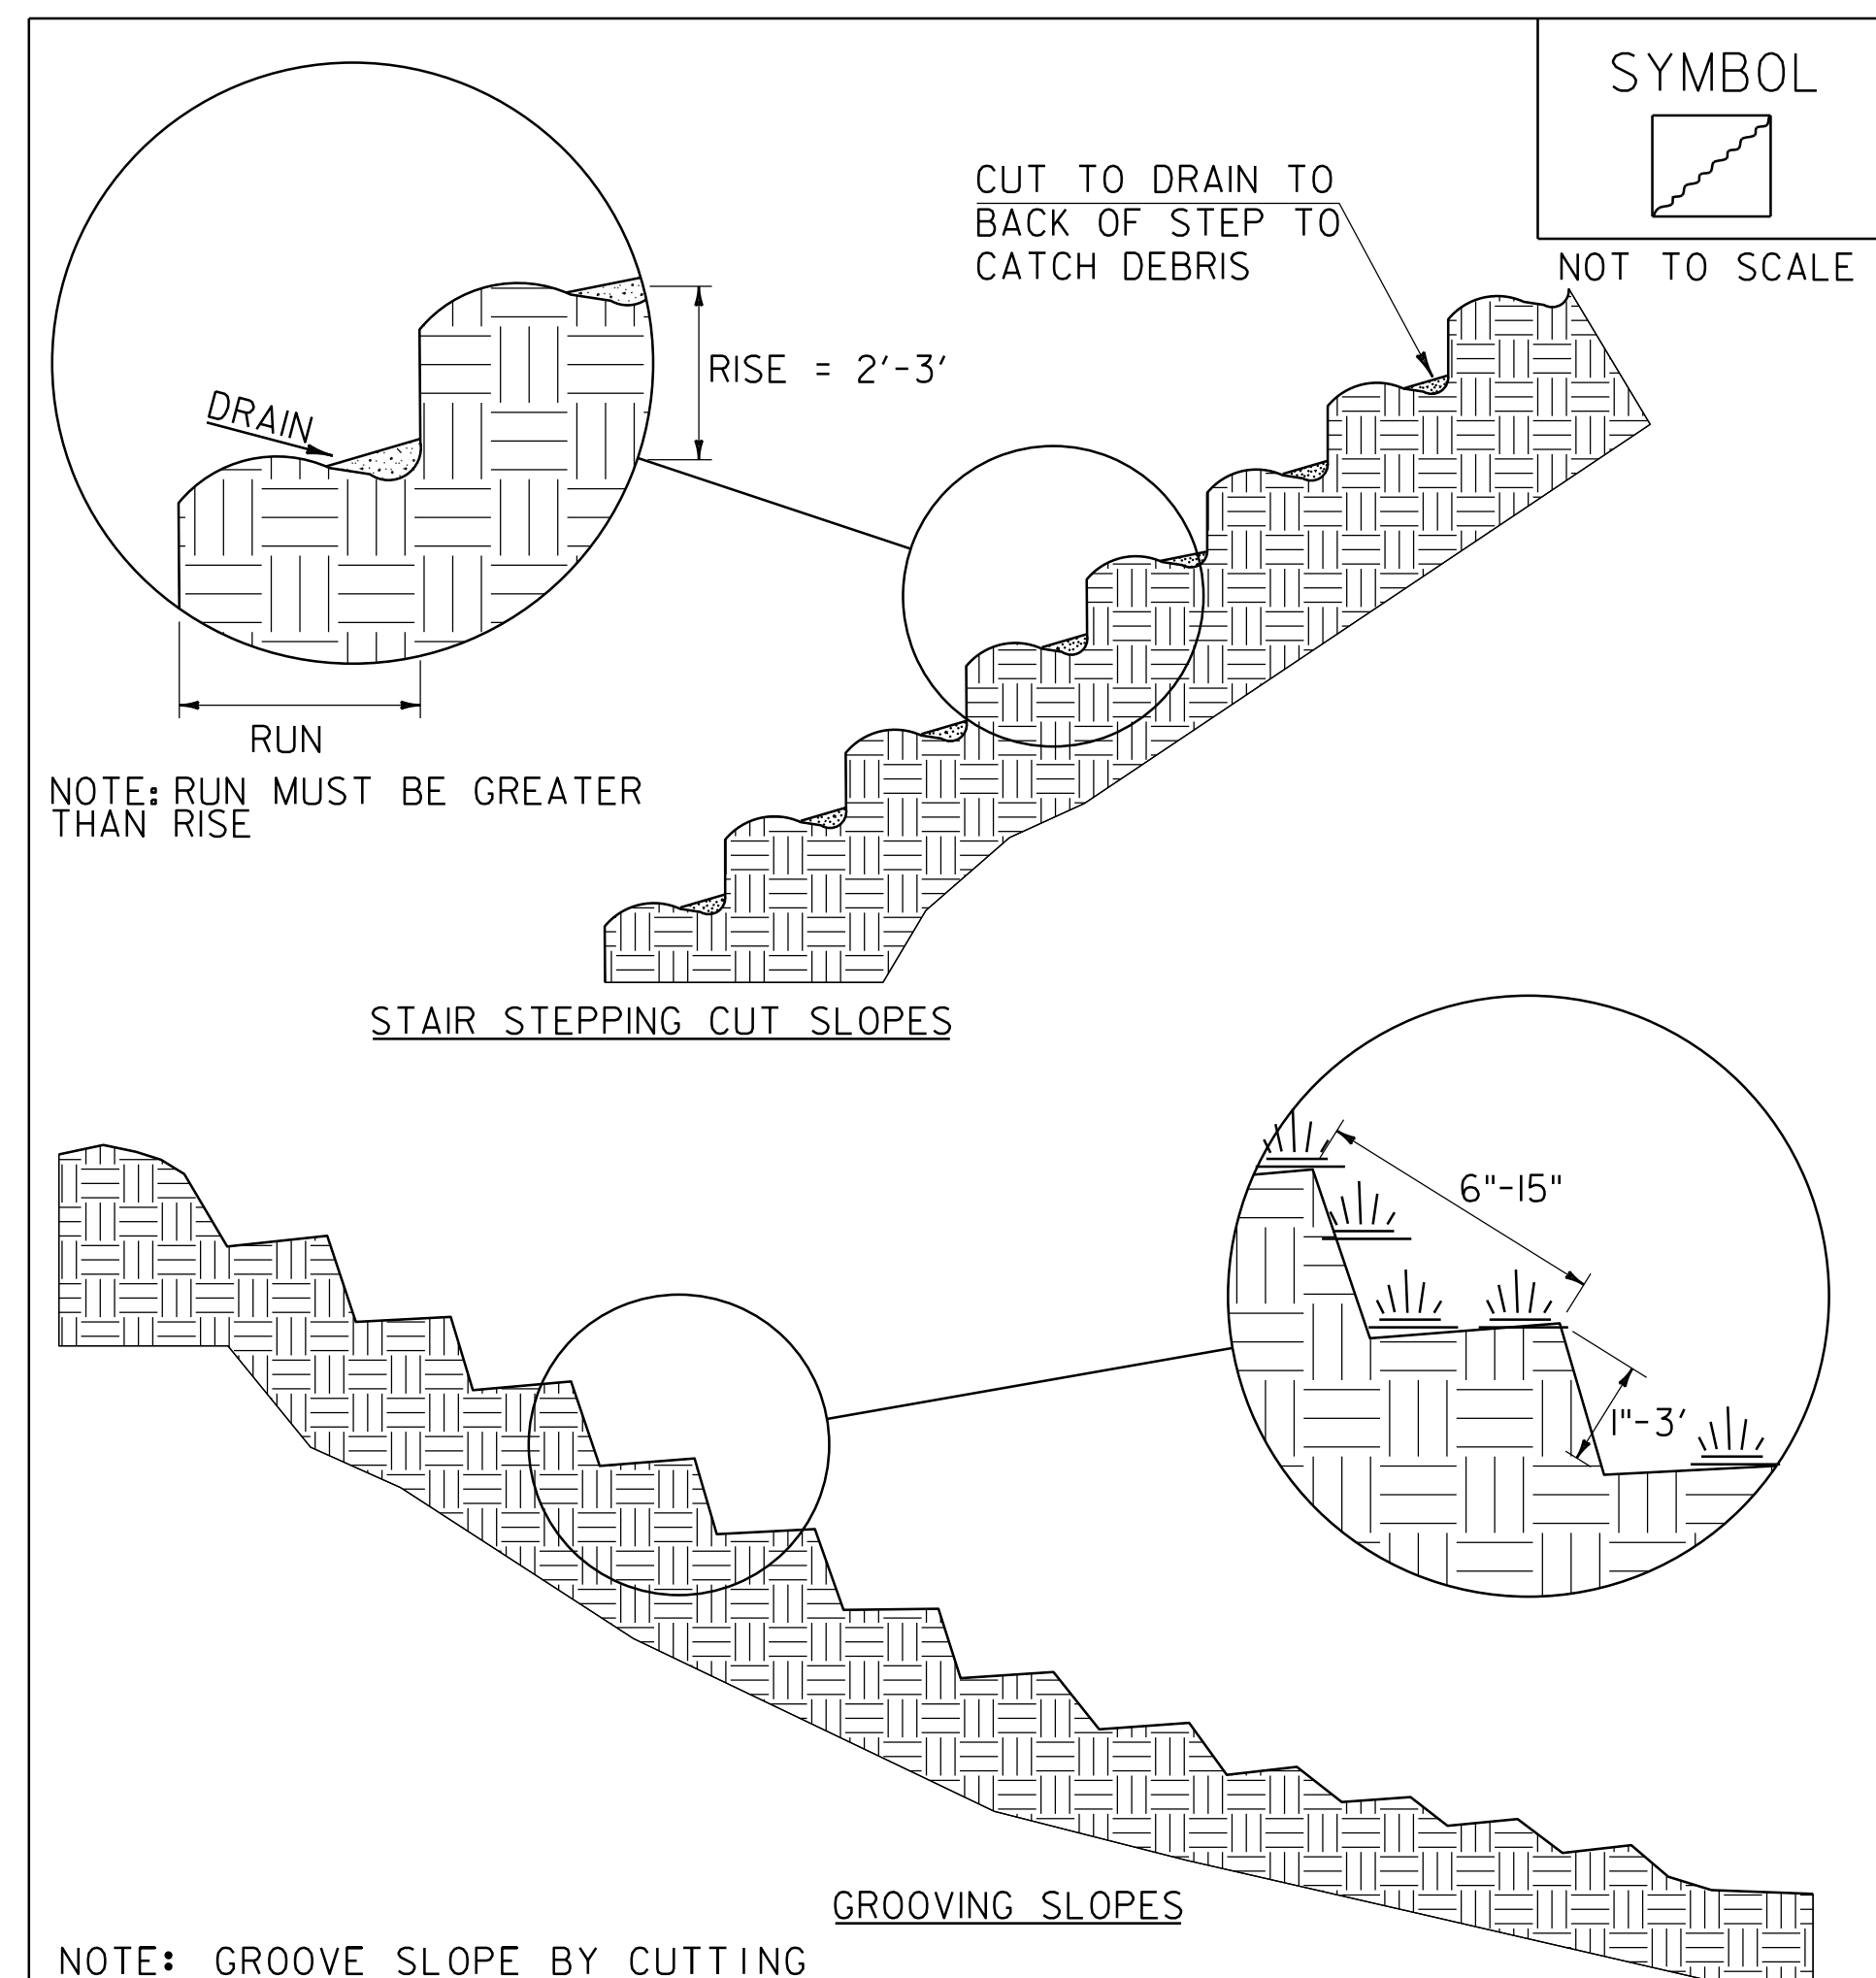 SYMBOL
NOT TO SCALE
CUT TO DRAIN TO
BACK OF STEP TO
CATCH DEBRIS
RISE = 2'-3'
DRAIN
RUN
NOTE: RUN MUST BE GREATER
THAN RISE
STAIR STEPPING CUT SLOPES
6"-15"
1"-3'
GROOVING SLOPES
NOTE: GROOVE SLOPE BY CUTTING